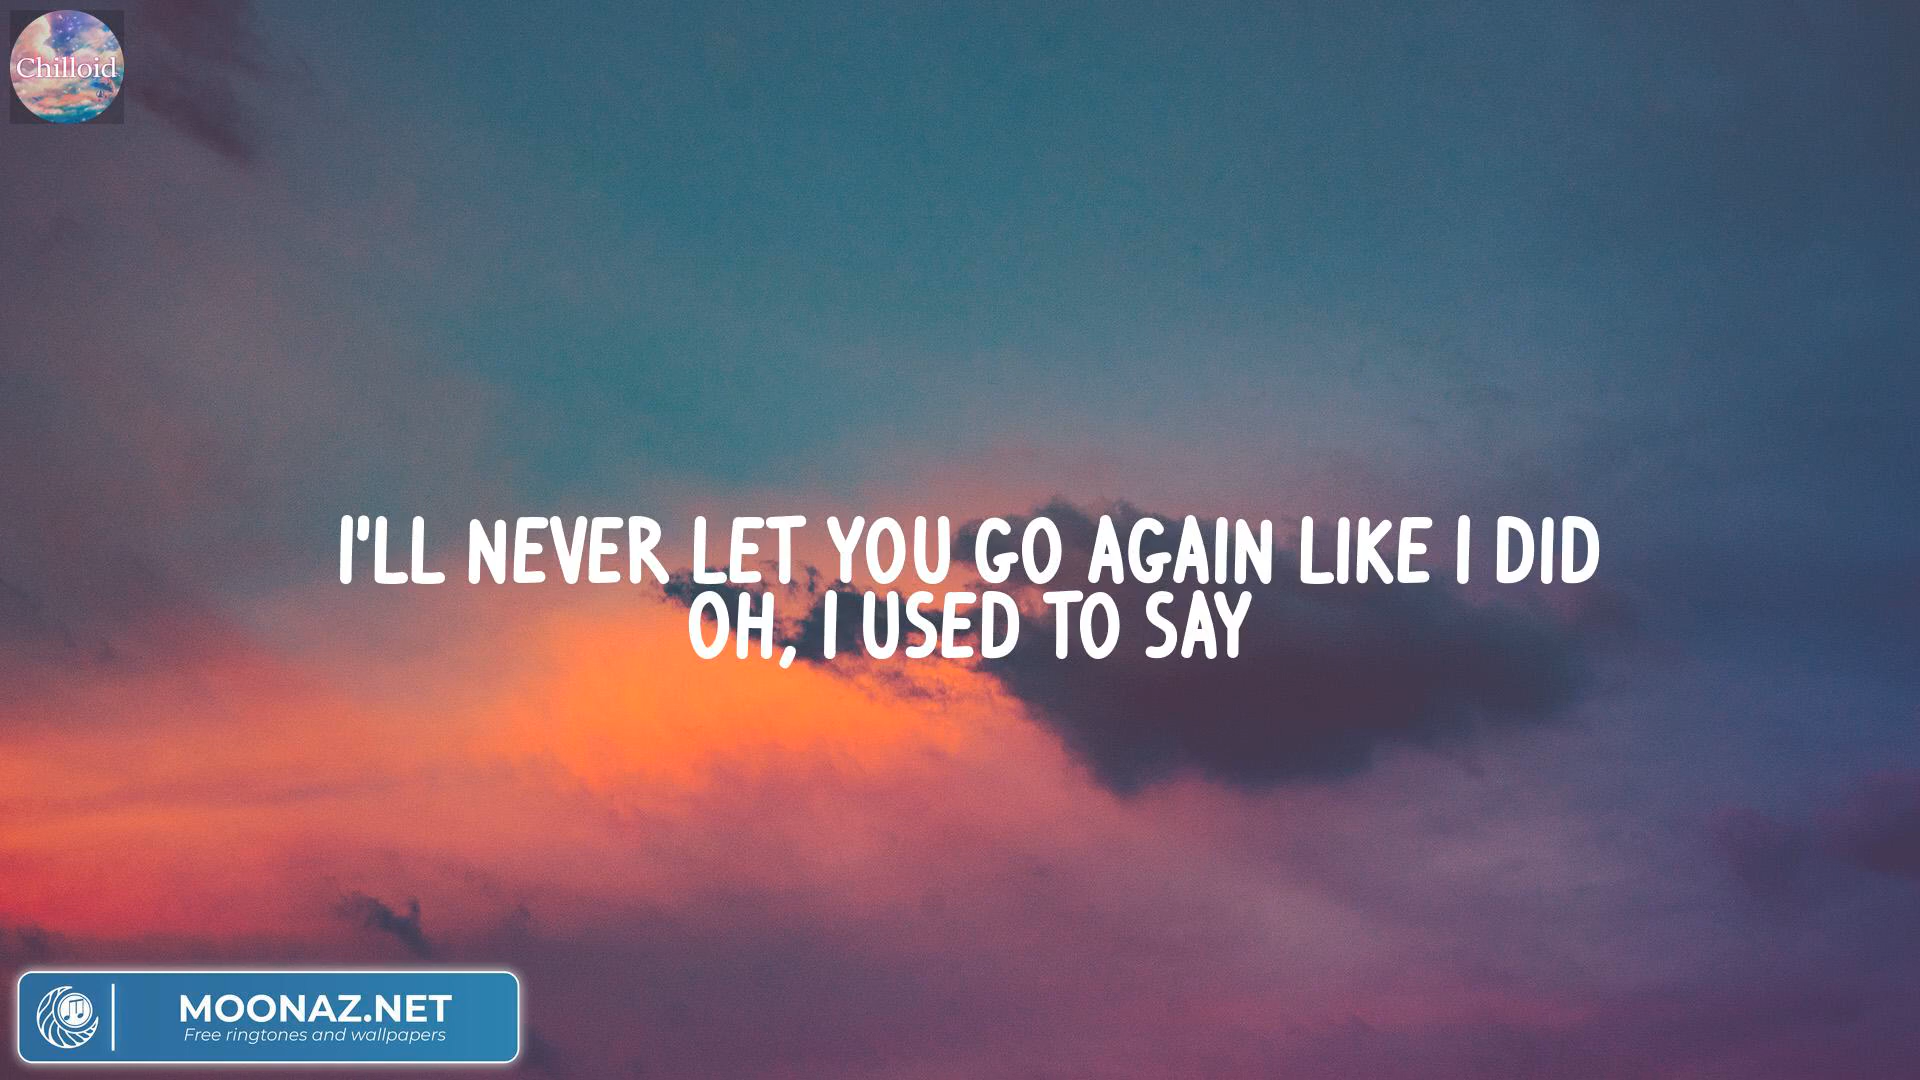 Chilloid
I'LL NEVER LET YOU GO AGAIN LIKE I DID
OH, I USED TO SAY
MOONAZ.NET
Free ringtones and wallpapers